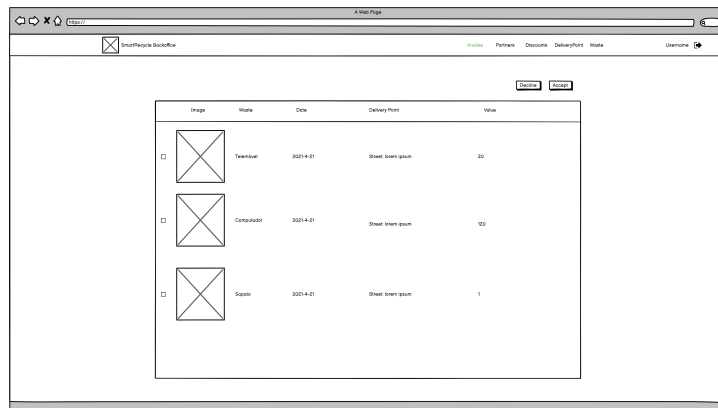 A Web Page
https://
SmartRecycle Backoffice
Analise Partners Discounts DeliveryPoint Waste Username
Decline Accept
Image Waste Date Delivery Point Value
Telemóvel 2021-4-21 Street: lorem ipsum 20
Computador 2021-4-21 Street: lorem ipsum 120
Sapato 2021-4-21 Street: lorem ipsum 1